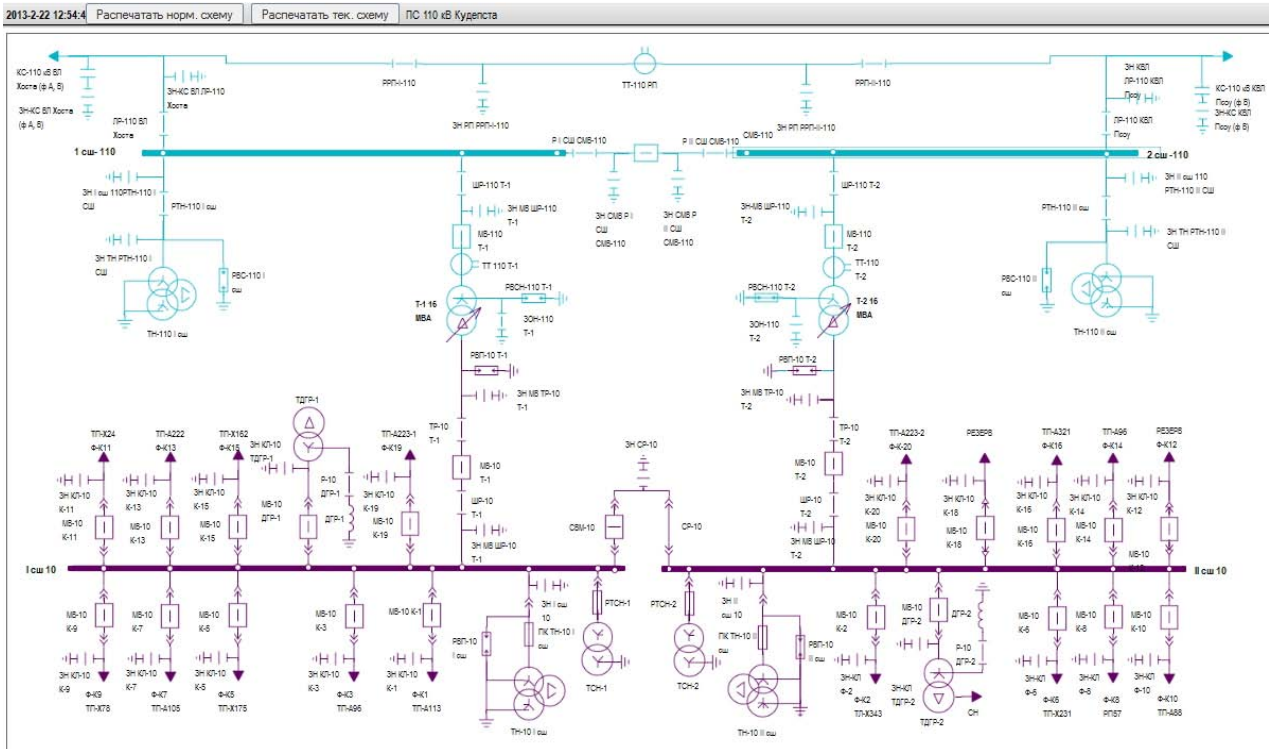 2013-2-22 12:54:4 Распечатать норм. схему Распечатать тек. схему ПС 110 кВ Кудепста
КС-110 кВ ВЛ
Хоста (ф А, В)
ЗН-КС ВЛ Хоста
(ф А, В)
ЗН-КС ВЛ ЛР-110
Хоста
ЛР-110 ВЛ
Хоста
РРП-I-110
ЗН РП РРП-I-110
ТТ-110 РП
РРП-II-110
ЗН РП РРП-II-110
ЗН КВЛ
ЛР-110 КВЛ
Псоу
ЛР-110 КВЛ
Псоу
КС-110 кВ КВЛ
Псоу (ф В)
ЗН-КС КВЛ
Псоу (ф В)
1 сш- 110
Р I СШ СМВ-110
Р II СШ СМВ-110
СМВ-110
2 сш -110
ЗН I сш 110РТН-110 I
СШ
РТН-110 I сш
ЗН ТН РТН-110 I
СШ
РВС-110 I
сш
ТН-110 I сш
ШР-110 Т-1
ЗН МВ ШР-110
Т-1
МВ-110
Т-1
ТТ 110 Т-1
РВСН-110 Т-1
Т-1 16
МВА
ЗОН-110
Т-1
ЗН СМВ Р I
СШ
СМВ-110
ЗН СМВ Р
II СШ
СМВ-110
ШР-110 Т-2
ЗН-МВ ШР-110
Т-2
МВ-110
Т-2
ТТ-110
Т-2
РВСН-110 Т-2
Т-2 16
МВА
ЗОН-110
Т-2
ЗН II сш 110
РТН-110 II СШ
РТН-110 II сш
ЗН ТН РТН-110 II
СШ
РВС-110 II
сш
ТН-110 II сш
РВП-10 Т-1
ЗН МВ ТР-10
Т-1
ТР-10
Т-1
МВ-10
Т-1
ШР-10
Т-1
ЗН МВ ШР-10
Т-1
РВП-10 Т-2
ЗН МВ ТР-10
Т-2
ТР-10
Т-2
МВ-10
Т-2
ШР-10
Т-2
ЗН МВ ШР-10
Т-2
ТП-Х24
Ф-К11
ЗН КЛ-10
К-11
МВ-10
К-11
ТП-А222
Ф-К13
ЗН КЛ-10
К-13
МВ-10
К-13
ТП-Х162
Ф-К15
ЗН КЛ-10
К-15
МВ-10
К-15
ТДГР-1
ЗН КЛ-10
ТДГР-1
МВ-10
ДГР-1
Р-10
ДГР-1
ДГР-1
ТП-А223-1
Ф-К19
ЗН КЛ-10
К-19
МВ-10
К-19
ЗН СР-10
СВМ-10
СР-10
ТП-А223-2
Ф-К-20
ЗН КЛ-10
К-20
МВ-10
К-20
РЕЗЕРВ
ЗН КЛ-10
К-18
МВ-10
К-18
ТП-А321
Ф-К16
ЗН КЛ-10
К-16
МВ-10
К-16
ТП-А96
Ф-К14
ЗН КЛ-10
К-14
МВ-10
К-14
РЕЗЕРВ
Ф-К12
ЗН КЛ-10
К-12
МВ-10
I сш 10
II сш 10
МВ-10
К-9
ЗН КЛ-10
К-9
Ф-К9
ТП-Х78
МВ-10
К-7
ЗН КЛ-10
К-7
Ф-К7
ТП-А105
МВ-10
К-5
ЗН КЛ-10
К-5
Ф-К5
ТП-Х175
МВ-10
К-3
ЗН КЛ-10
К-3
Ф-К3
ТП-А96
МВ-10 К-1
ЗН КЛ-10
К-1
Ф-К1
ТП-А113
ЗН I сш
10
ПК ТН-10 I
сш
РВП-10
I сш
ТН-10 I сш
РТСН-1
ТСН-1
РТСН-2
ТСН-2
ЗН II
сш 10
ПК ТН-10 II
сш
РВП-10
II сш
ТН-10 II сш
МВ-10
К-2
ЗН-КЛ
Ф-2
Ф-К2
ТЛ-Х343
МВ-10
ДГР-2
ЗН-КЛ
ТДГР-2
ТДГР-2
СН
ДГР-2
Р-10
ДГР-2
МВ-10
К-6
ЗН-КЛ
Ф-6
Ф-К6
ТП-Х231
МВ-10
К-8
ЗН-КЛ
Ф-8
Ф-К8
РП57
МВ-10
К-10
ЗН-КЛ
Ф-10
Ф-К10
ТП-А88